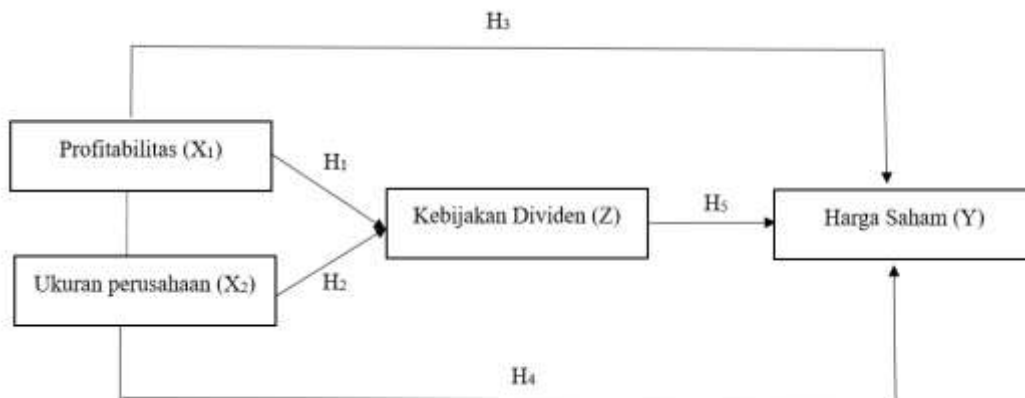 H₃
Profitabilitas (X₁)
H₁
Kebijakan Dividen (Z)
H₅
Harga Saham (Y)
Ukuran perusahaan (X₂)
H₂
H₄